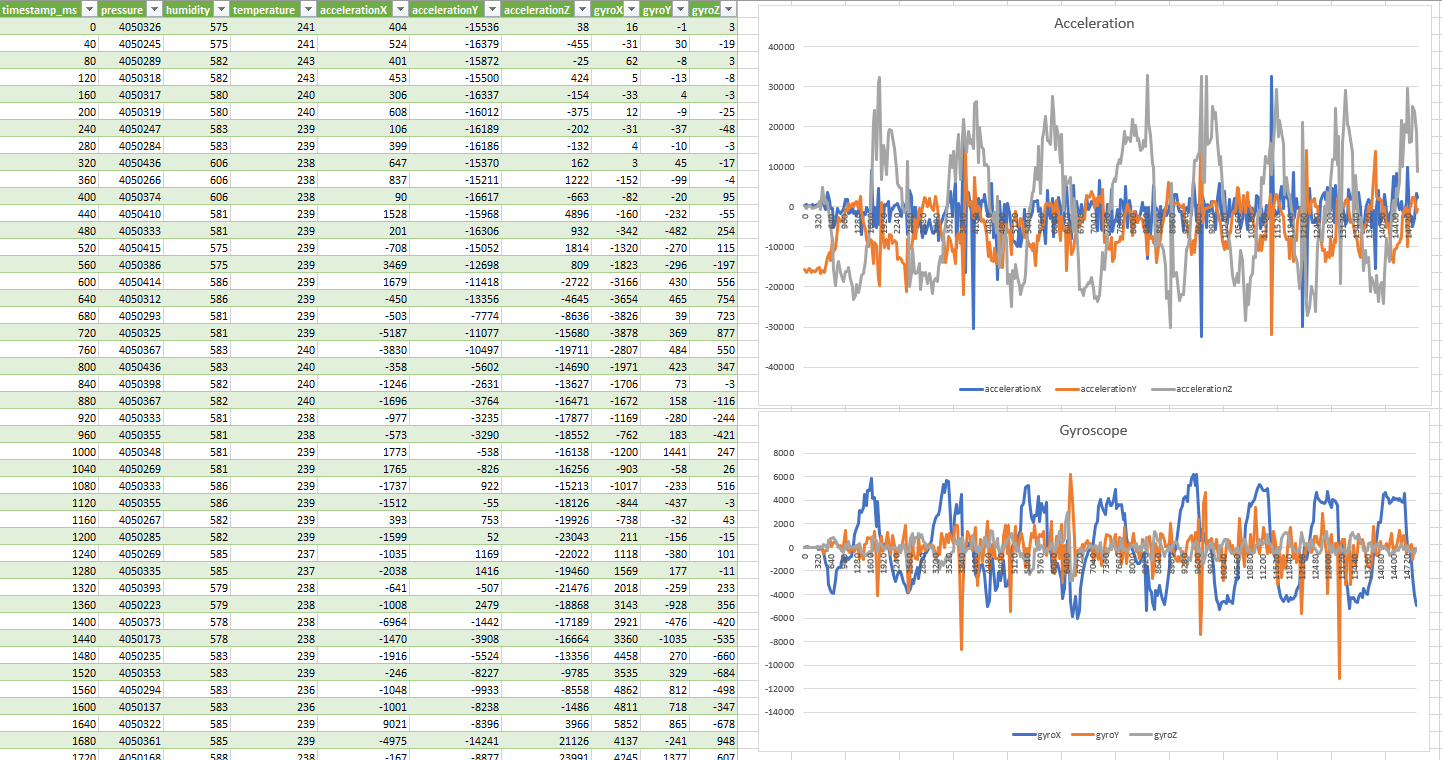 timestamp_ms pressure humidity temperature accelerationX accelerationY accelerationZ gyroX gyroY gyroZ
0 4050326 575 241 404 -15536 38 16 -1 3
40 4050245 575 241 524 -16379 -455 -31 30 -19
80 4050289 582 243 401 -15872 -25 62 -8 3
120 4050318 582 243 453 -15500 424 5 -13 -8
160 4050317 580 240 306 -16337 -154 -33 4 -3
200 4050319 580 240 608 -16012 -375 12 -9 -25
240 4050247 583 239 106 -16189 -202 -31 -37 -48
280 4050284 583 239 399 -16186 -132 4 -10 -3
320 4050436 606 238 647 -15370 162 3 45 -17
360 4050266 606 238 837 -15211 1222 -152 -99 -4
400 4050374 606 238 90 -16617 -663 -82 -20 95
440 4050410 581 239 1528 -15968 4896 -160 -232 -55
480 4050333 581 239 201 -16306 932 -342 -482 254
520 4050415 575 239 -708 -15052 1814 -1320 -270 115
560 4050386 575 239 3469 -12698 809 -1823 -296 -197
600 4050414 586 239 1679 -11418 -2722 -3166 430 556
640 4050312 586 239 -450 -13356 -4645 -3654 465 754
680 4050293 581 239 -503 -7774 -8636 -3826 39 723
720 4050325 581 239 -5187 -11077 -15680 -3878 369 877
760 4050367 583 240 -3830 -10497 -19711 -2807 484 550
800 4050436 583 240 -358 -5602 -14690 -1971 423 347
840 4050398 582 240 -1246 -2631 -13627 -1706 73 -3
880 4050367 582 240 -1696 -3764 -16471 -1672 158 -116
920 4050333 581 238 -977 -3235 -17877 -1169 -280 -244
960 4050355 581 238 -573 -3290 -18552 -762 183 -421
1000 4050348 581 239 1773 -538 -16138 -1200 1441 247
1040 4050269 581 239 1765 -826 -16256 -903 -58 26
1080 4050333 586 239 -1737 922 -15213 -1017 -233 516
1120 4050355 586 239 -1512 -55 -18126 -844 -437 -3
1160 4050267 582 239 393 753 -19926 -738 -32 43
1200 4050285 582 239 -1599 52 -23043 211 -156 -15
1240 4050269 585 237 -1035 1169 -22022 1118 -380 101
1280 4050335 585 237 -2038 1416 -19460 1569 177 -11
1320 4050393 579 238 -641 -507 -21476 2018 -259 233
1360 4050223 579 238 -1008 2479 -18868 3143 -928 356
1400 4050373 578 238 -6964 -1442 -17189 2921 -476 -420
1440 4050173 578 238 -1470 -3908 -16664 3360 -1035 -535
1480 4050235 583 239 -1916 -5524 -13356 4458 270 -660
1520 4050353 583 239 -246 -8227 -9785 3535 329 -684
1560 4050294 583 236 -1048 -9933 -8558 4862 812 -498
1600 4050137 583 236 -1001 -8238 -1486 4811 718 -347
1640 4050322 585 239 9021 -8396 3966 5852 865 -678
1680 4050361 585 239 -4975 -14241 21126 4137 -241 948
1720 4050168 588 238 -167 -8877 23991 4245 1377 607
Acceleration
40000
30000
20000
10000
0
-10000
-20000
-30000
-40000
accelerationX accelerationY accelerationZ
Gyroscope
8000
6000
4000
2000
0
-2000
-4000
-6000
-8000
-10000
-12000
-14000
gyroX gyroY gyroZ